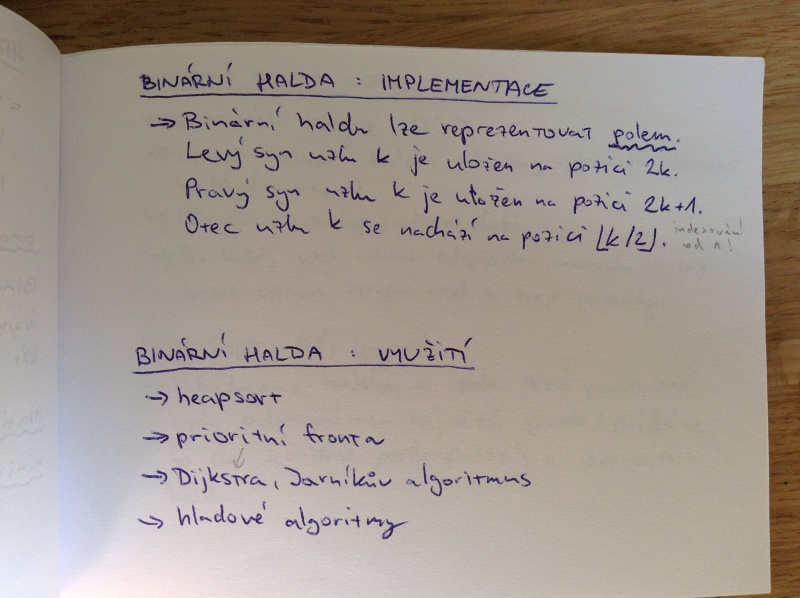 BINÁRNÍ HALDA : IMPLEMENTACE
→ Binární haldu lze reprezentovat polem.
Levý syn uzlu k je uložen na pozici 2k.
Pravý syn uzlu k je uložen na pozici 2k+1.
Otec uzlu k se nachází na pozici ⌊k/2⌋.
indexování
od 1!
BINÁRNÍ HALDA : VYUŽITÍ
→ heapsort
→ prioritní fronta
→ Dijkstra, Jarníkův algoritmus
→ hladové algoritmy